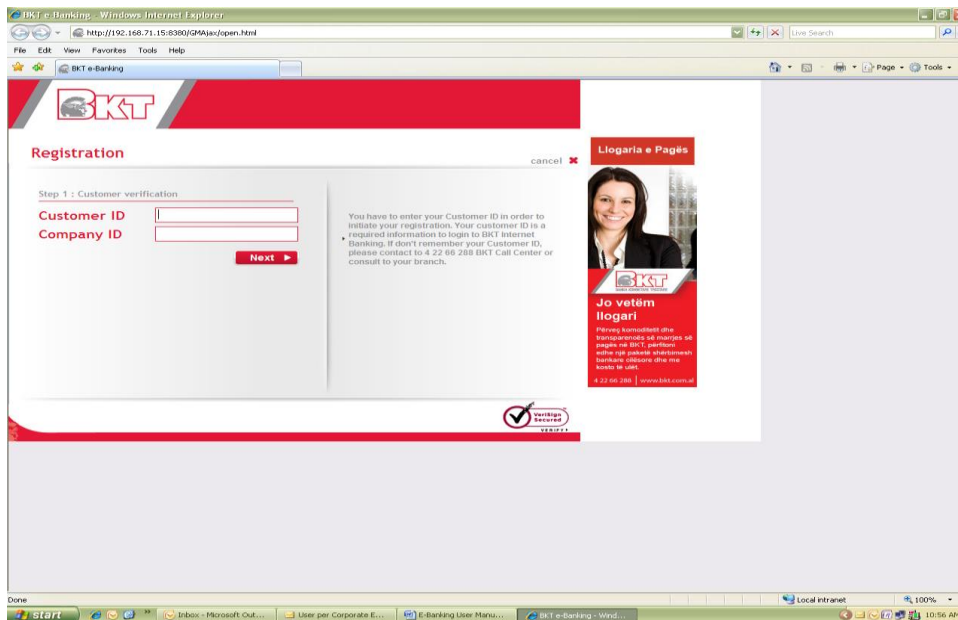 BKT e-Banking - Windows Internet Explorer
http://192.168.71.15:8380/GMAjax/open.html
Live Search
File Edit View Favorites Tools Help
BKT e-Banking
Page
Tools
BKT
Registration
cancel
Step 1 : Customer verification
Customer ID
Company ID
Next
You have to enter your Customer ID in order to
initiate your registration. Your customer ID is a
required information to login to BKT Internet
Banking. If don't remember your Customer ID,
please contact to 4 22 66 288 BKT Call Center or
consult to your branch.
Llogaria e Pagës
BKT
Jo vetëm
llogari
Përveç komoditetit dhe
transparencës së marrjes së
pagës në BKT, përfitoni
edhe një paketë shërbimesh
bankare cilësore dhe me
kosto të ulët.
4 22 66 288 | www.bkt.com.al
VeriSign
Secured
VERIFY
Done
Local intranet
100%
start
Inbox - Microsoft Out...
User per Corporate E...
E-Banking User Manu...
BKT e-Banking - Wind...
10:56 AM